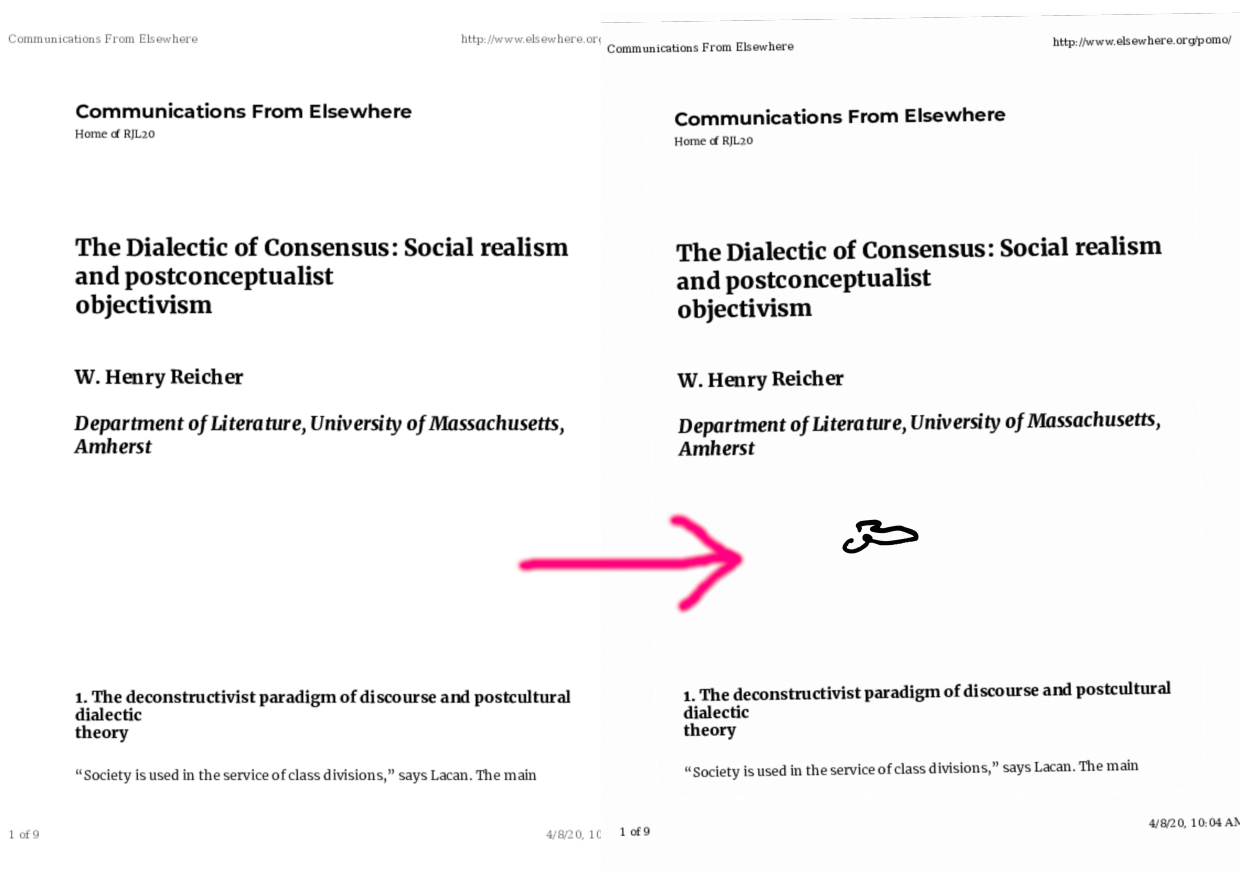 Communications From Elsewhere
http://www.elsewhere.org
Communications From Elsewhere
Home of RJL20
The Dialectic of Consensus: Social realism
and postconceptualist
objectivism
W. Henry Reicher
Department of Literature, University of Massachusetts,
Amherst
1. The deconstructivist paradigm of discourse and postcultural
dialectic
theory
“Society is used in the service of class divisions,” says Lacan. The main
1 of 9
4/8/20, 10
Communications From Elsewhere
http://www.elsewhere.org/pomo/
Communications From Elsewhere
Home of RJL20
The Dialectic of Consensus: Social realism
and postconceptualist
objectivism
W. Henry Reicher
Department of Literature, University of Massachusetts,
Amherst
1. The deconstructivist paradigm of discourse and postcultural
dialectic
theory
“Society is used in the service of class divisions,” says Lacan. The main
1 of 9
4/8/20, 10:04 AM